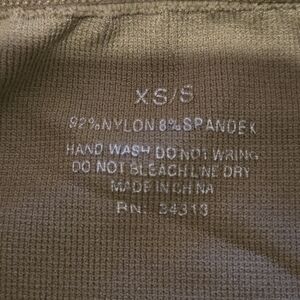 XS/S
92%NYLON 8%SPANDEX
HAND WASH DO NOT WRING
DO NOT BLEACH LINE DRY
MADE IN CHINA
RN: 34313